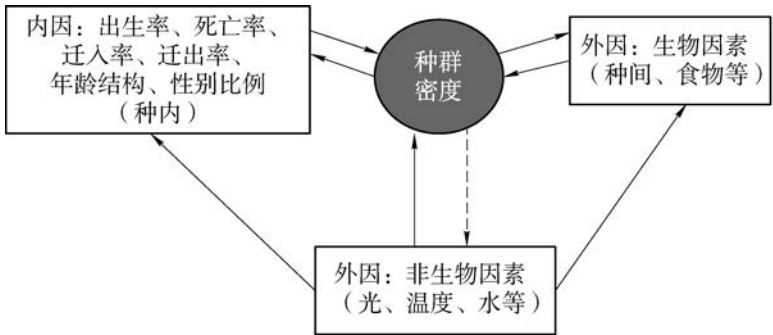 内因：出生率、死亡率、
迁入率、迁出率、
年龄结构、性别比例
（种内）
种群
密度
外因：生物因素
（种间、食物等）
外因：非生物因素
（光、温度、水等）